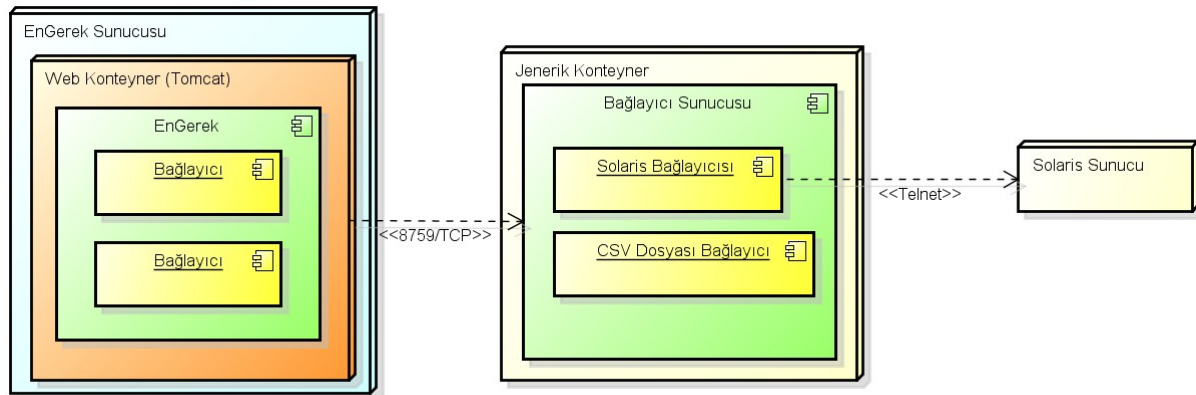 EnGerek Sunucusu
Web Konteyner (Tomcat)
EnGerek
Bağlayıcı
Bağlayıcı
<<8759/TCP>>
Jenerik Konteyner
Bağlayıcı Sunucusu
Solaris Bağlayıcısı
CSV Dosyası Bağlayıcı
<<Telnet>>
Solaris Sunucu